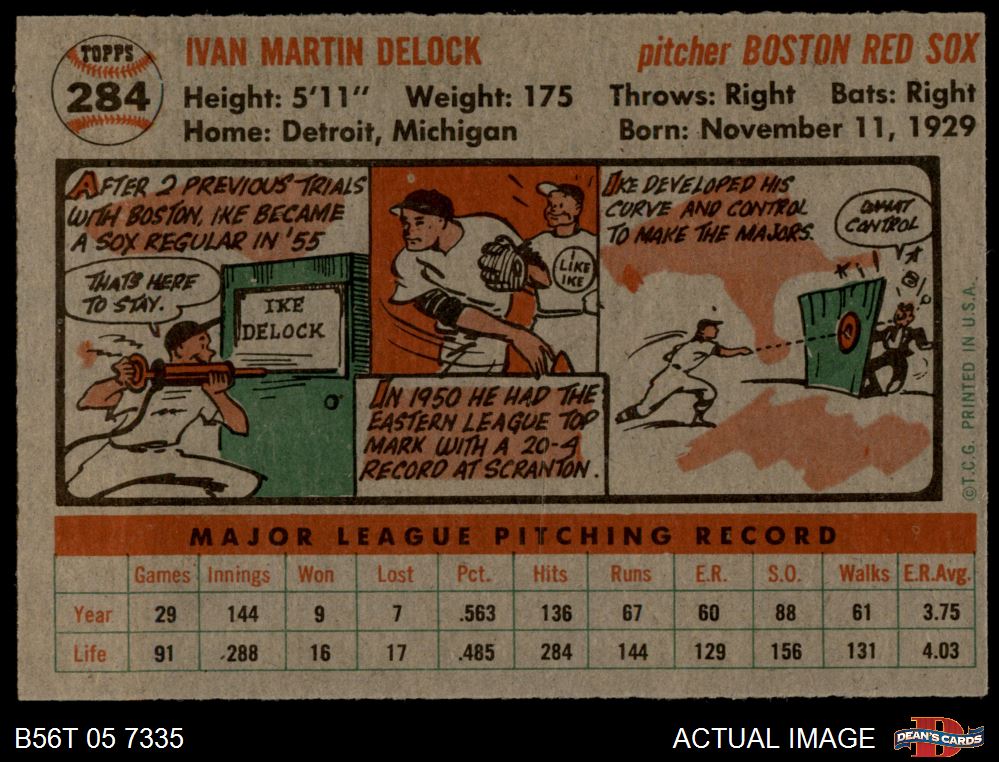 TOPPS
284
IVAN MARTIN DELOCK
pitcher BOSTON RED SOX
Height: 5'11" Weight: 175 Throws: Right Bats: Right
Home: Detroit, Michigan Born: November 11, 1929
AFTER 2 PREVIOUS TRIALS
WITH BOSTON, IKE BECAME
A SOX REGULAR IN '55
THAT'S HERE
TO STAY.
IKE
DELOCK
LIKE
IKE
IN 1950 HE HAD THE
EASTERN LEAGUE TOP
MARK WITH A 20-4
RECORD AT SCRANTON.
IKE DEVELOPED HIS
CURVE AND CONTROL
TO MAKE THE MAJORS.
WHAT
CONTROL
©T.C.G. PRINTED IN U.S.A.
MAJOR LEAGUE PITCHING RECORD
Games Innings Won Lost Pct. Hits Runs E.R. S.O. Walks E.R.Avg.
Year 29 144 9 7 .563 136 67 60 88 61 3.75
Life 91 288 16 17 .485 284 144 129 156 131 4.03
B56T 05 7335
ACTUAL IMAGE
DEAN'S CARDS